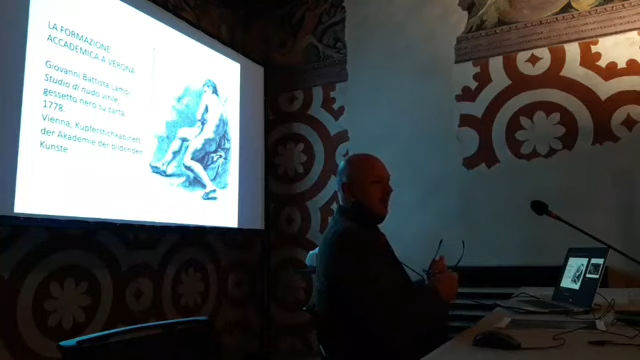 LA FORMAZIONE
ACCADEMICA A VERONA
Giovanni Battista Lampi,
Studio di nudo virile,
gessetto nero su carta,
1778.
Vienna, Kupferstichkabinett
der Akademie der bildenden
Künste